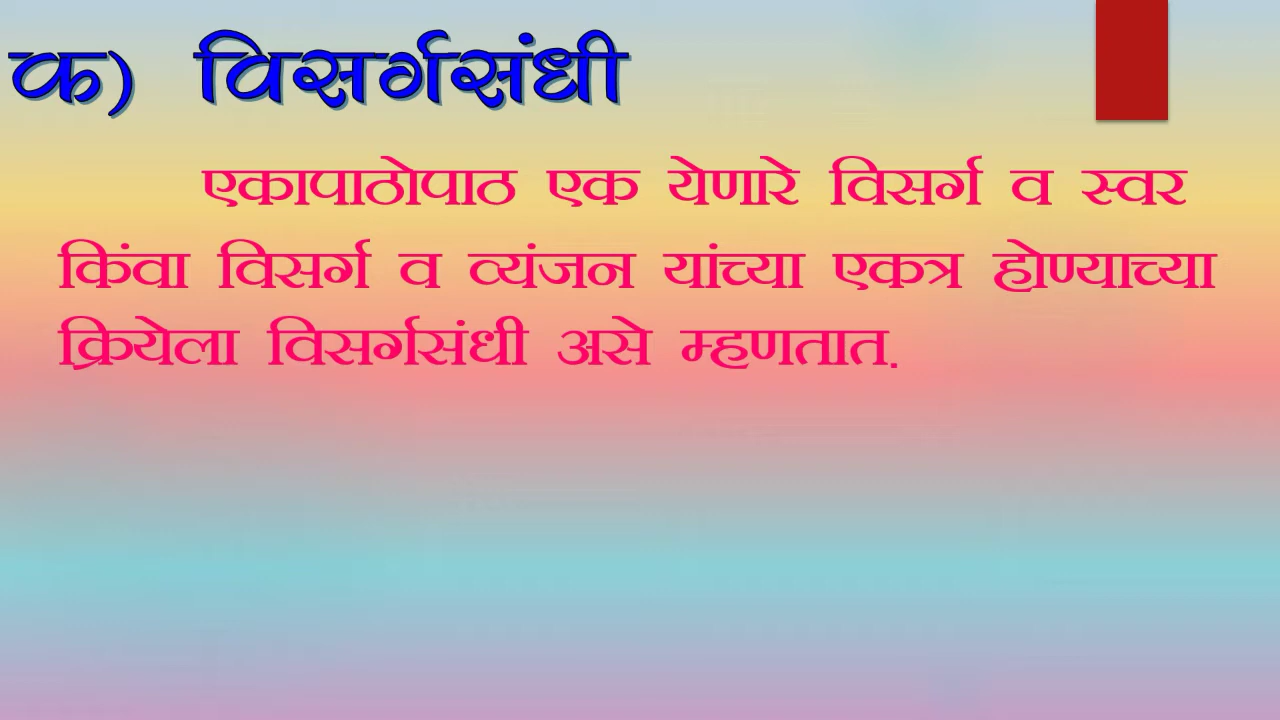 क) विसर्गसंधी
एकापाठोपाठ एक येणारे विसर्ग व स्वर
किंवा विसर्ग व व्यंजन यांच्या एकत्र होण्याच्या
क्रियेला विसर्गसंधी असे म्हणतात.